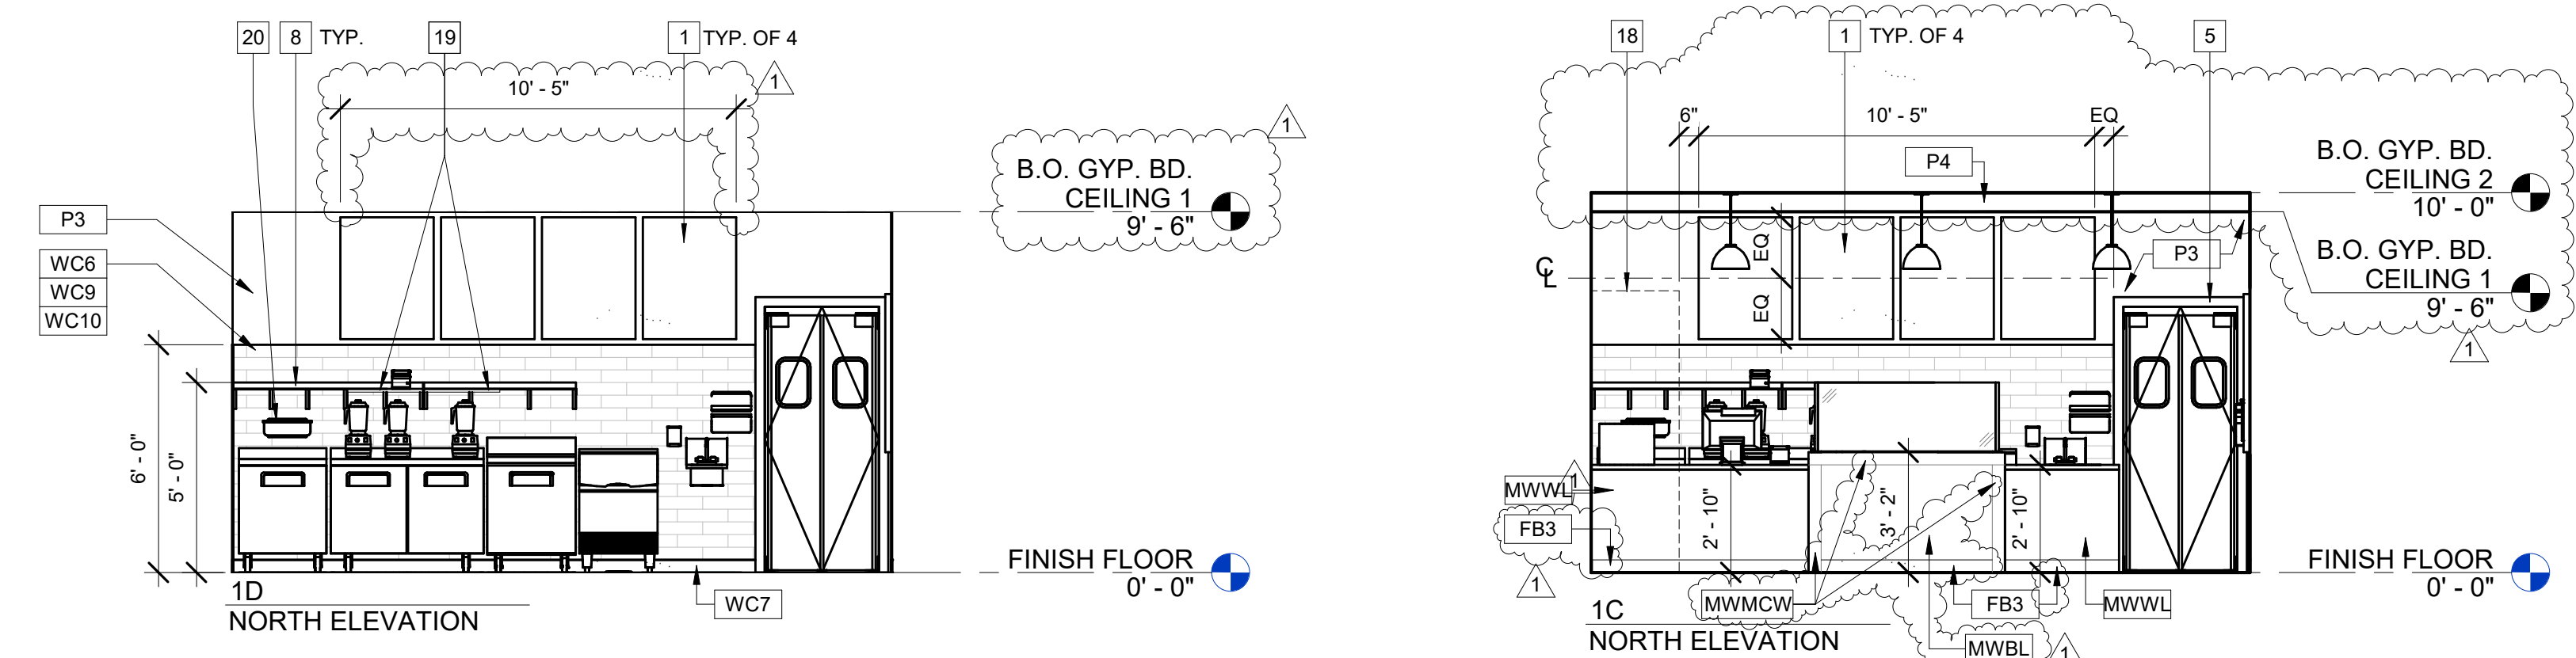 20 8 TYP. 19 1 TYP. OF 4
10' - 5"
1
1
B.O. GYP. BD.
CEILING 1
9' - 6"
P3
WC6
WC9
WC10
6' - 0"
5' - 0"
FINISH FLOOR
0' - 0"
WC7
1D
NORTH ELEVATION
18 1 TYP. OF 4 5
6" 10' - 5" EQ
P4
B.O. GYP. BD.
CEILING 2
10' - 0"
P3
B.O. GYP. BD.
CEILING 1
9' - 6"
1
CL
EQ
EQ
MWWL
1
FB3
1
2' - 10"
3' - 2"
2' - 10"
FINISH FLOOR
0' - 0"
MWMCW
FB3
MWWL
MWBL
1
1C
NORTH ELEVATION